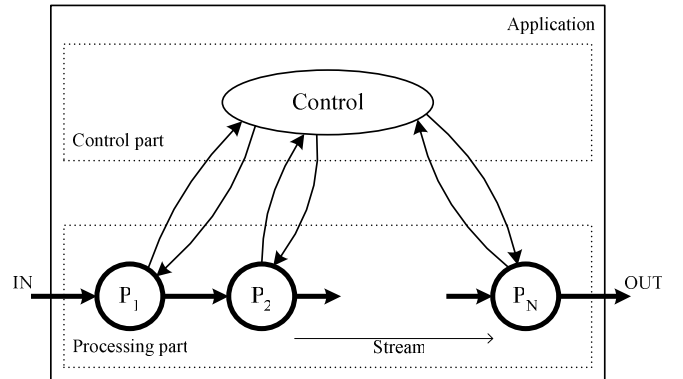 Application
Control
Control part
IN
P1
P2
PN
OUT
Processing part
Stream